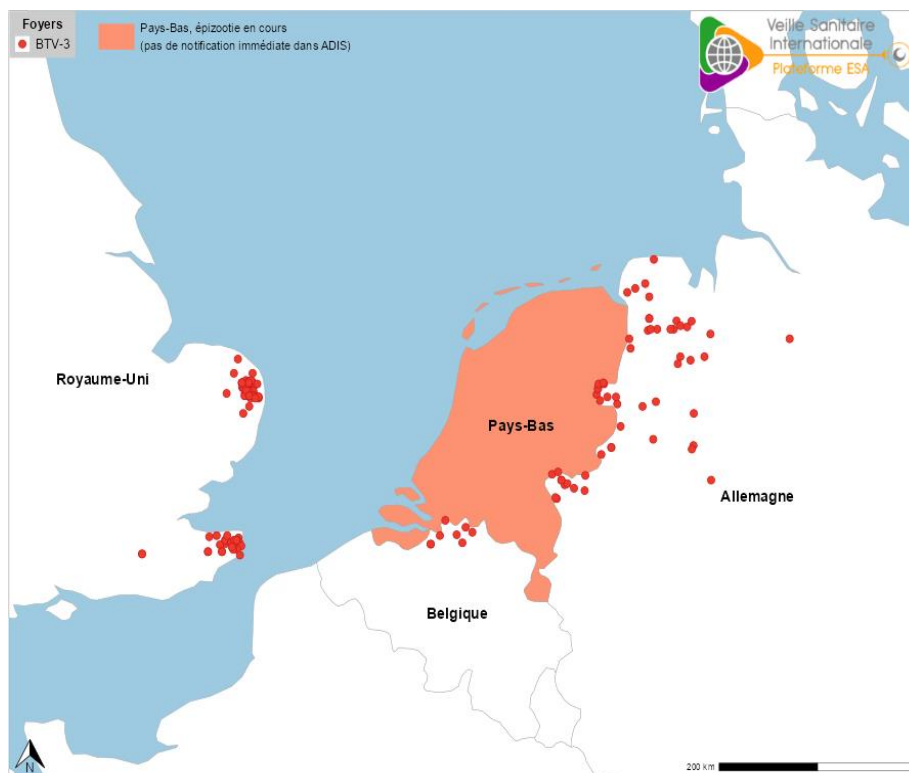 Foyers
BTV-3
Pays-Bas, épizootie en cours
(pas de notification immédiate dans ADIS)
Veille Sanitaire
Internationale
Plateforme ESA
Royaume-Uni
Pays-Bas
Allemagne
Belgique
N
200 km